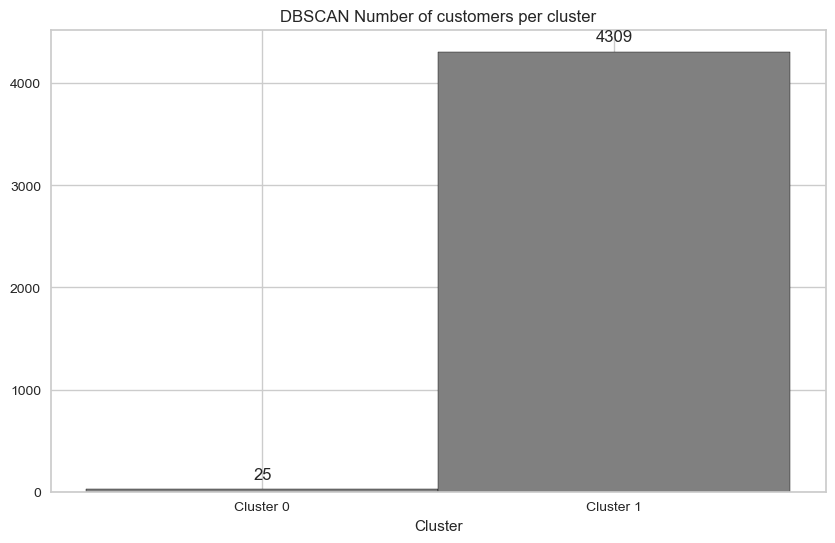 DBSCAN Number of customers per cluster
4309
4000
3000
2000
1000
25
0
Cluster 0
Cluster 1
Cluster